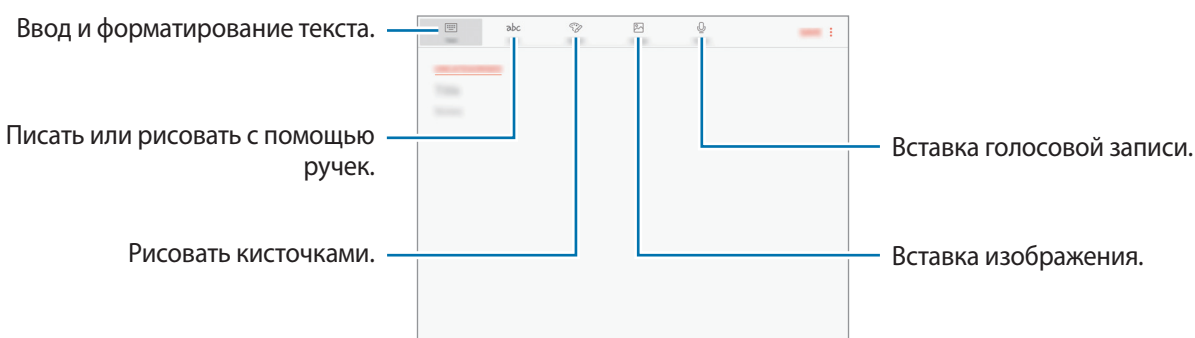 Ввод и форматирование текста.
abc
Писать или рисовать с помощью
ручек.
Вставка голосовой записи.
Рисовать кисточками.
Вставка изображения.